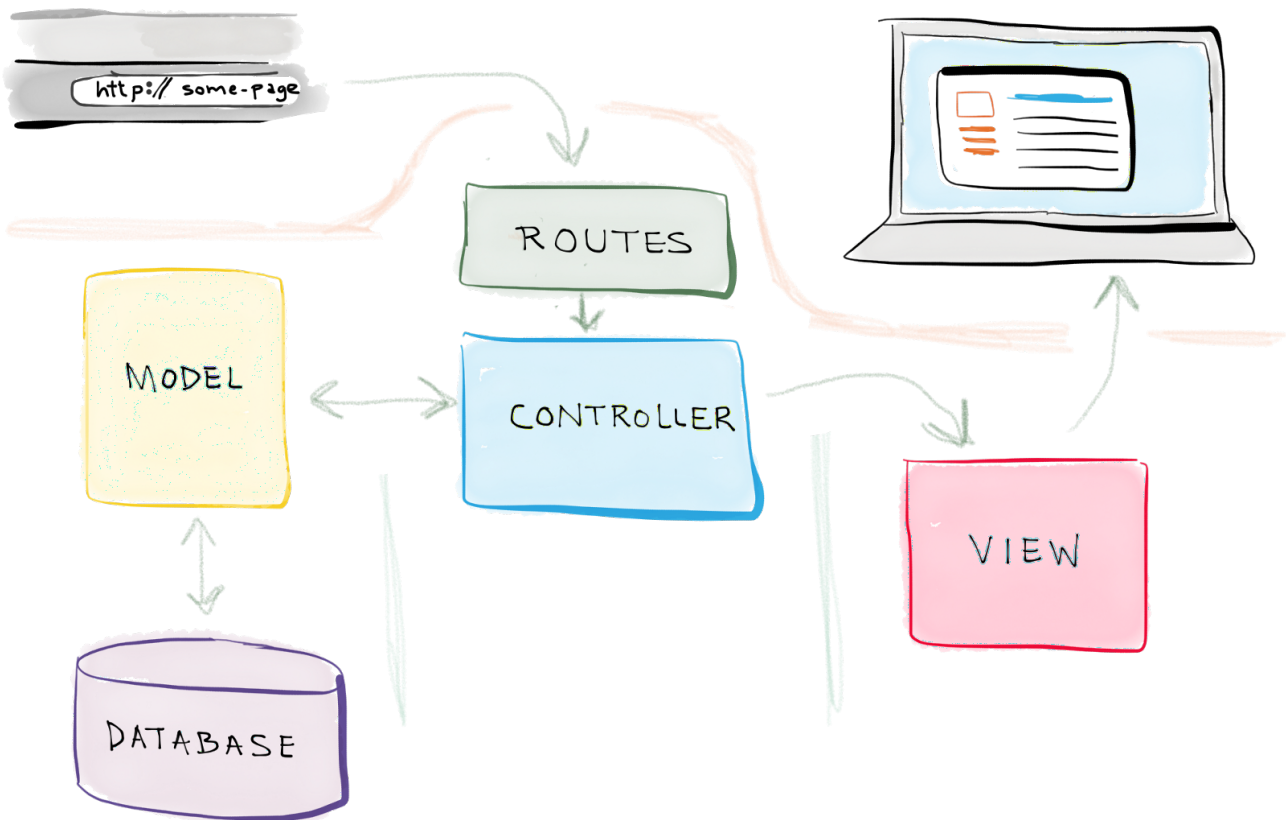 http:// some-page
ROUTES
MODEL
CONTROLLER
VIEW
DATABASE